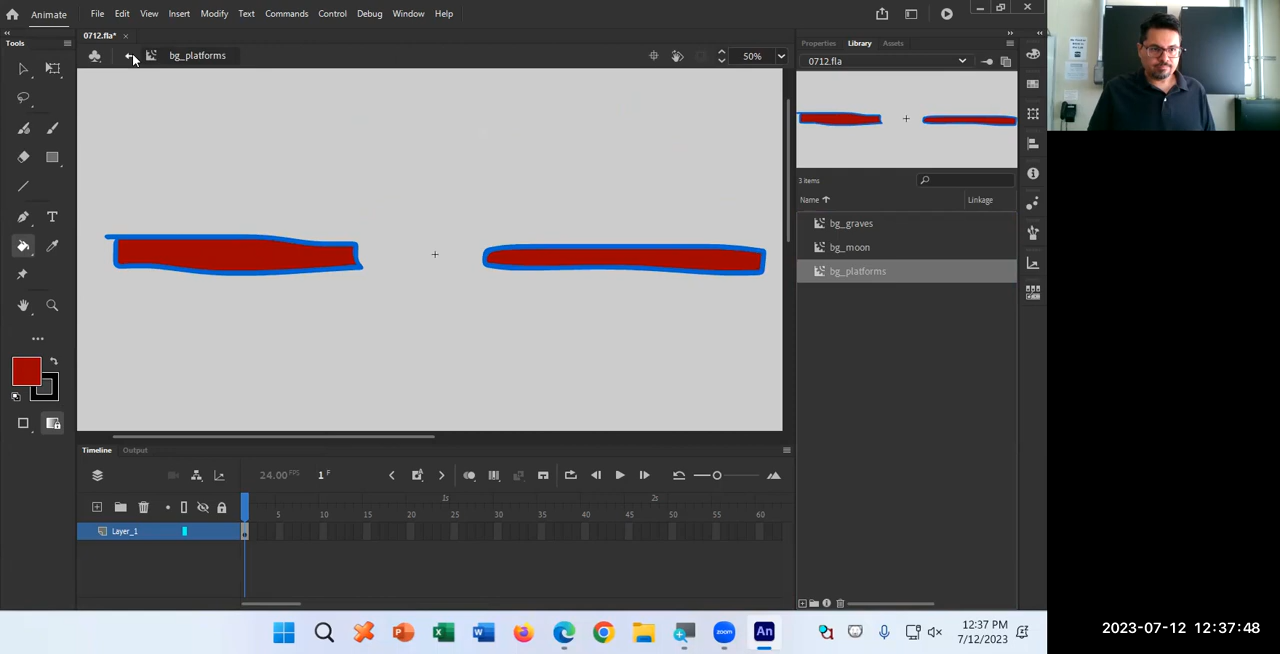 Animate File Edit View Insert Modify Text Commands Control Debug Window Help
0712.fla*
Tools
bg_platforms
50%
Properties Library Assets
0712.fla
3 items
Name Linkage
bg_graves
bg_moon
bg_platforms
Timeline Output
24.00 FPS 1 F
1s 2s
5 10 15 20 25 30 35 40 45 50 55 60
Layer_1
12:37 PM
7/12/2023
2023-07-12 12:37:48